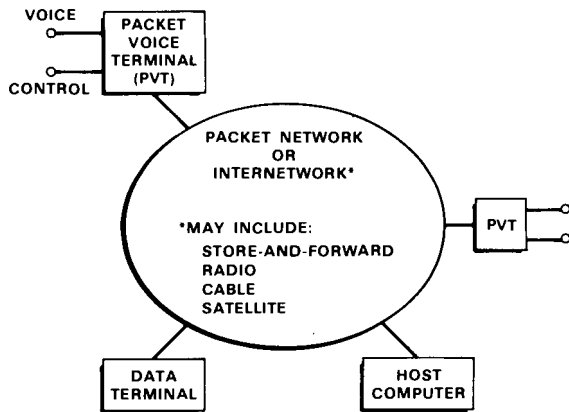 VOICE
CONTROL
PACKET
VOICE
TERMINAL
(PVT)
PACKET NETWORK
OR
INTERNETWORK*
*MAY INCLUDE:
STORE-AND-FORWARD
RADIO
CABLE
SATELLITE
PVT
DATA
TERMINAL
HOST
COMPUTER